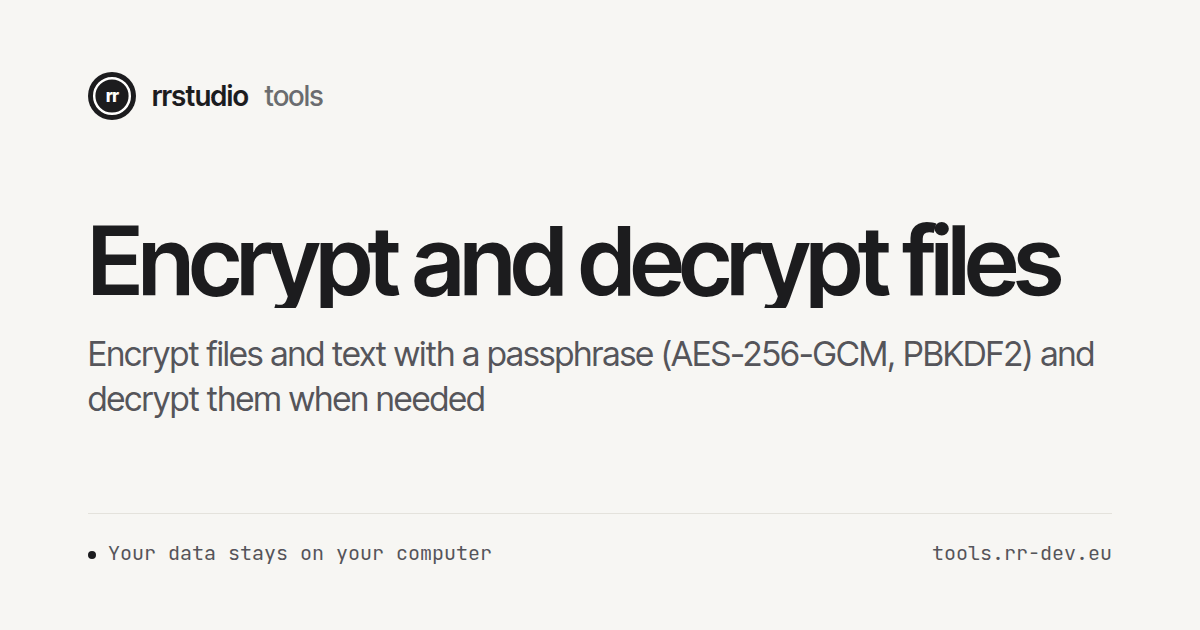 rr
rrstudio tools
Encrypt and decrypt files
Encrypt files and text with a passphrase (AES-256-GCM, PBKDF2) and
decrypt them when needed
Your data stays on your computer
tools.rr-dev.eu